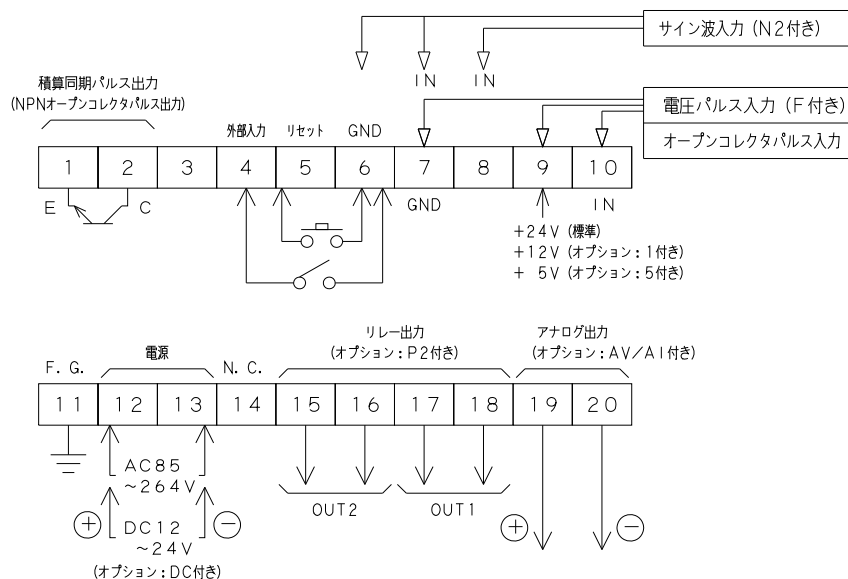 サイン波入力 (N2付き)
IN IN
積算同期パルス出力
(NPNオープンコレクタパルス出力)
電圧パルス入力 (F付き)
オープンコレクタパルス入力
外部入力 リセット GND
1 2 3 4 5 6 7 8 9 10
E C GND IN
+24V (標準)
+12V (オプション:1付き)
+ 5V (オプション:5付き)
リレー出力 アナログ出力
電源 (オプション:P2付き) (オプション:AV/AI付き)
F. G. N. C.
11 12 13 14 15 16 17 18 19 20
AC85
~264V
OUT2 OUT1
+ DC12 - + -
~24V
(オプション:DC付き)